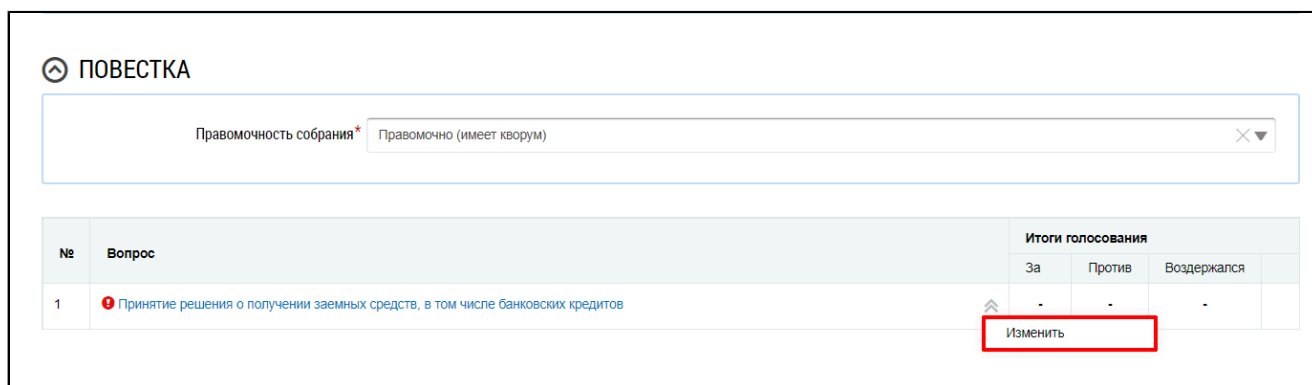 ПОВЕСТКА
Правомочность собрания* Правомочно (имеет кворум)
№ Вопрос Итоги голосования
За Против Воздержался
1 Принятие решения о получении заемных средств, в том числе банковских кредитов - - -
Изменить